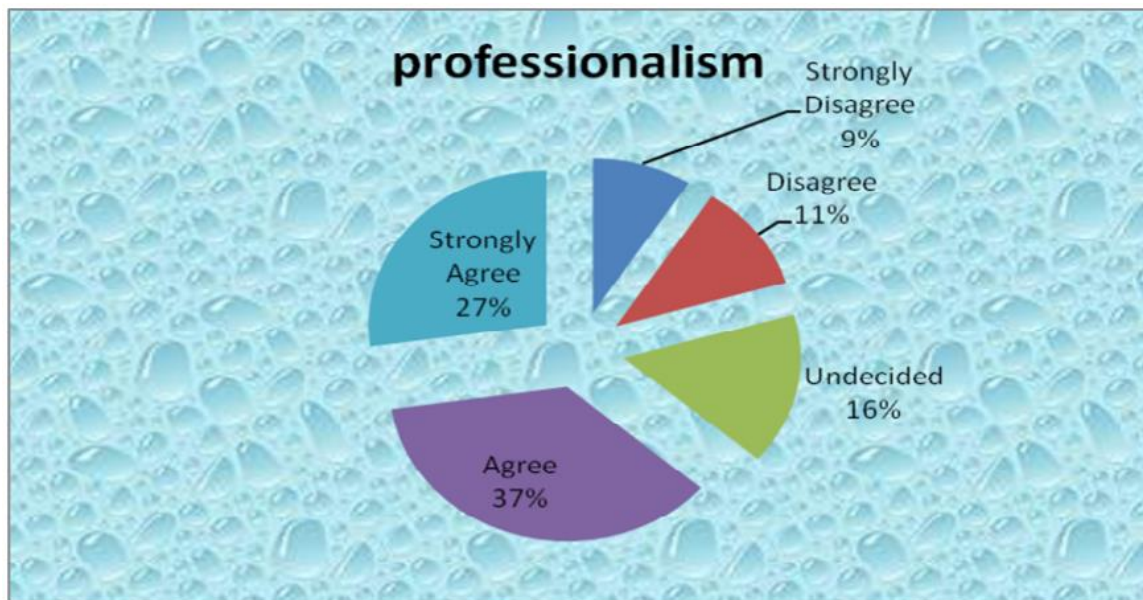 professionalism
Strongly
Disagree
9%
Disagree
11%
Undecided
16%
Agree
37%
Strongly
Agree
27%